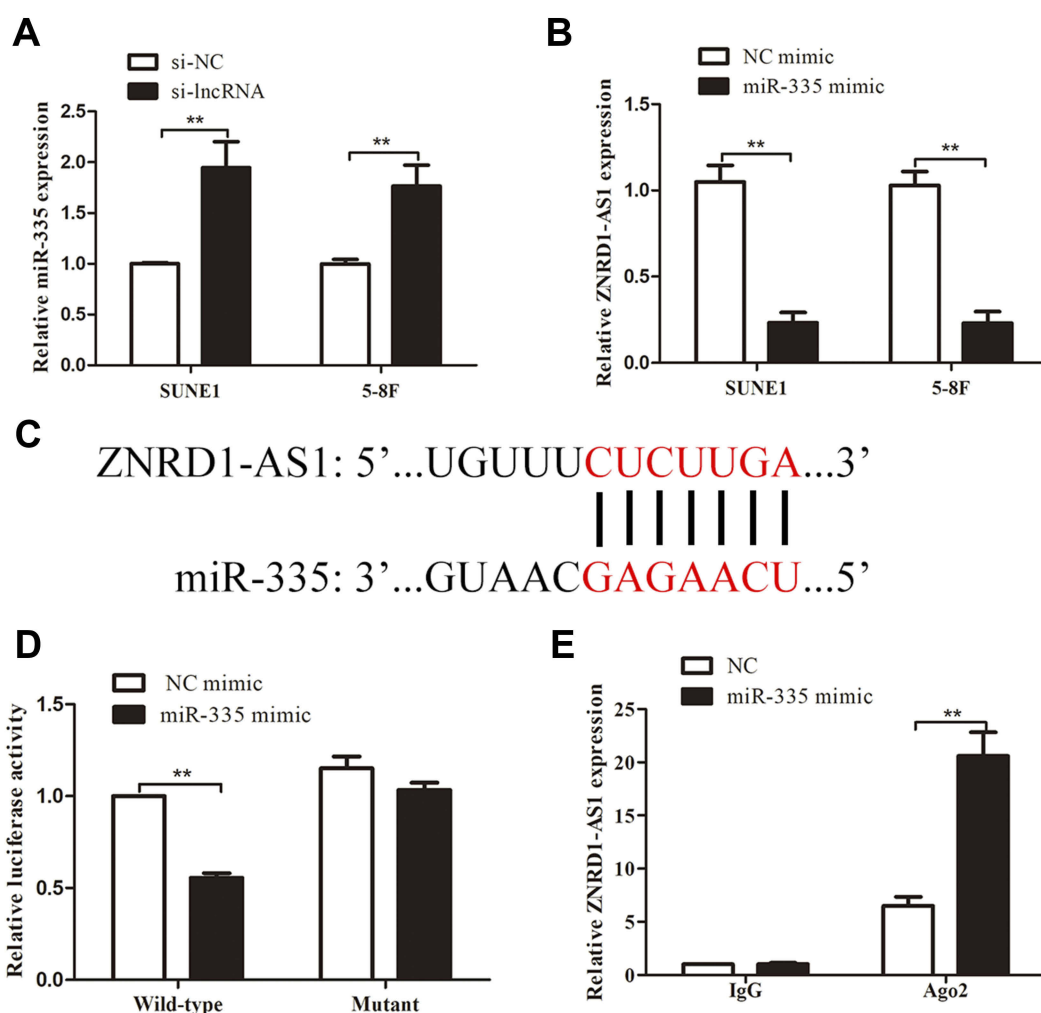 A
si-NC
si-lncRNA
Relative miR-335 expression
2.5
2.0
1.5
1.0
0.5
0.0
**
**
SUNE1
5-8F
B
NC mimic
miR-335 mimic
Relative ZNRD1-AS1 expression
1.5
1.0
0.5
0.0
**
**
SUNE1
5-8F
C
ZNRD1-AS1: 5’...UGUUUCUCUUGA...3’
miR-335: 3’...GUAACGAGAACU...5’
D
NC mimic
miR-335 mimic
Relative luciferase activity
1.5
1.0
0.5
0.0
**
Wild-type
Mutant
E
NC
miR-335 mimic
Relative ZNRD1-AS1 expression
25
20
15
10
5
0
**
IgG
Ago2